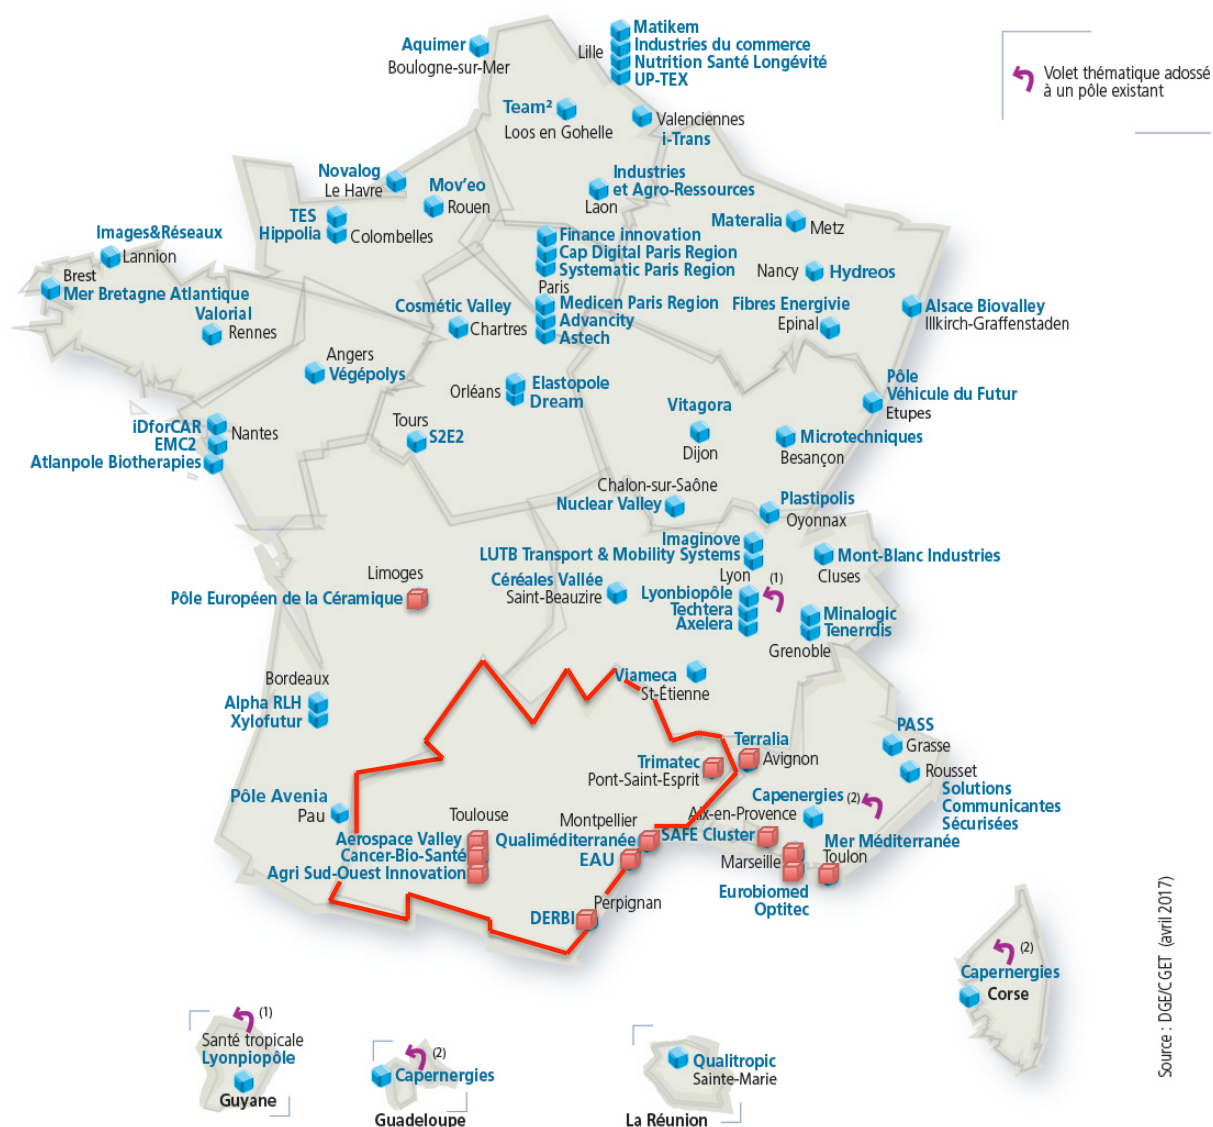 Matikem
Industries du commerce
Nutrition Santé Longévité
UP-TEX
Lille
Aquimer
Boulogne-sur-Mer
Volet thématique adossé
à un pôle existant
Team²
Loos en Gohelle
Valenciennes
i-Trans
Novalog
Le Havre
Mov'eo
Rouen
Industries
et Agro-Ressources
Laon
TES
Hippolia
Colombelles
Materalia
Metz
Images&Réseaux
Lannion
Finance innovation
Cap Digital Paris Region
Systematic Paris Region
Paris
Medicen Paris Region
Advancity
Astech
Nancy
Hydreos
Brest
Mer Bretagne Atlantique
Valorial
Rennes
Cosmétic Valley
Chartres
Fibres Energivie
Epinal
Alsace Biovalley
Illkirch-Graffenstaden
Angers
Végépolys
Orléans
Elastopole
Dream
Pôle
Véhicule du Futur
Etupes
Vitagora
Dijon
Microtechniques
Besançon
iDforCAR
EMC2
Atlanpole Biotherapies
Nantes
Tours
S2E2
Chalon-sur-Saône
Nuclear Valley
Plastipolis
Oyonnax
Imaginove
LUTB Transport & Mobility Systems
Lyon
(1)
Lyonbiopôle
Techtera
Axelera
Mont-Blanc Industries
Cluses
Limoges
Pôle Européen de la Céramique
Céréales Vallée
Saint-Beauzire
Minalogic
Tenerrdis
Grenoble
Bordeaux
Alpha RLH
Xylofutur
Viameca
St-Étienne
PASS
Grasse
Rousset
Solutions
Communicantes
Sécurisées
Terralia
Avignon
Trimatec
Pont-Saint-Esprit
Pôle Avenia
Pau
Capenergies (2)
Aix-en-Provence
Toulouse
Aerospace Valley
Cancer-Bio-Santé
Agri Sud-Ouest Innovation
Montpellier
Qualiméditerranée
EAU
SAFE Cluster
Mer Méditerranée
Toulon
Marseille
Eurobiomed
Optitec
Perpignan
DERBI
(2)
Capernergies
Corse
Source : DGE/CGET (avril 2017)
(1)
Santé tropicale
Lyonpiopôle
Guyane
(2)
Capernergies
Guadeloupe
Qualitropic
Sainte-Marie
La Réunion